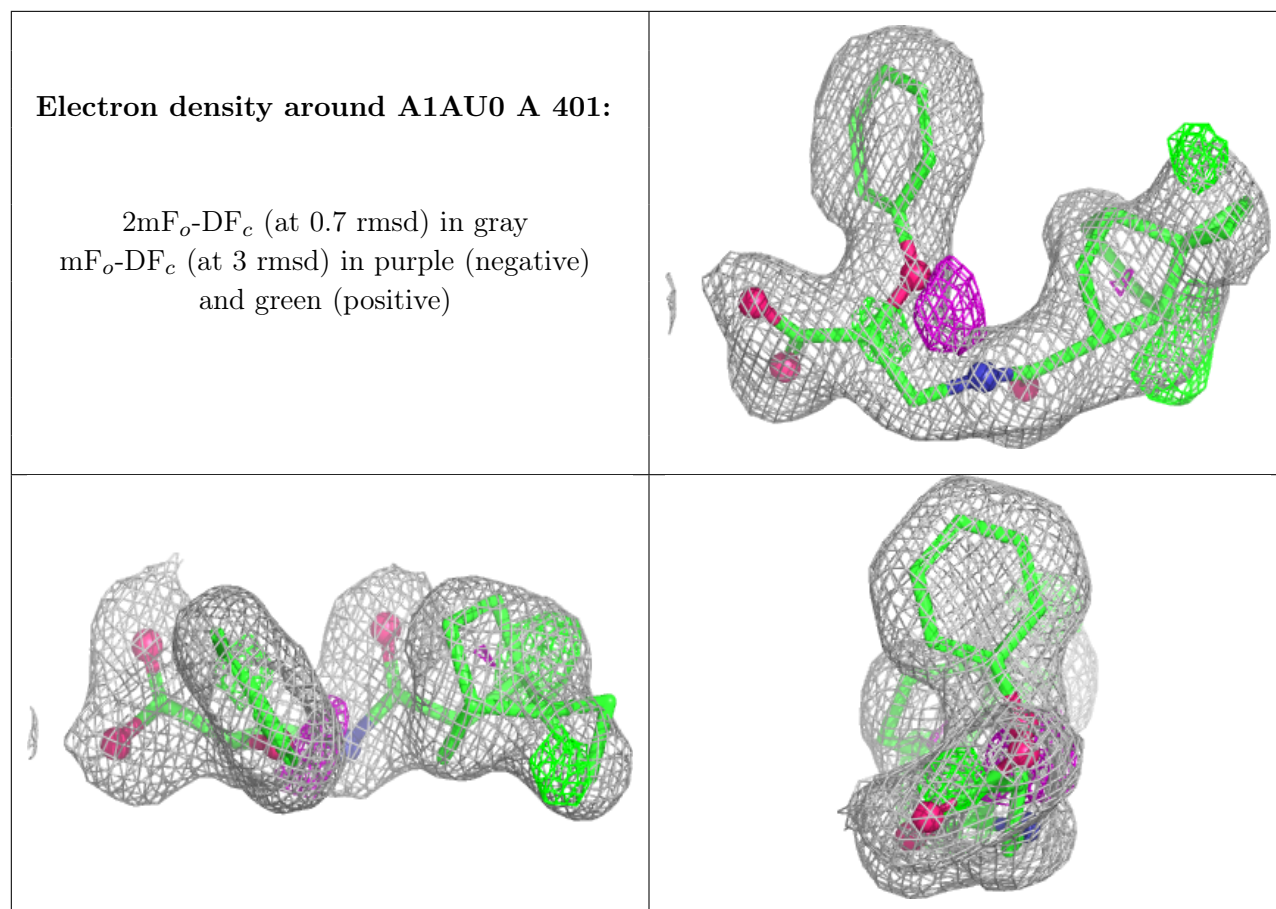 Electron density around A1AU0 A 401:
2mFo-DFc (at 0.7 rmsd) in gray
mFo-DFc (at 3 rmsd) in purple (negative)
and green (positive)